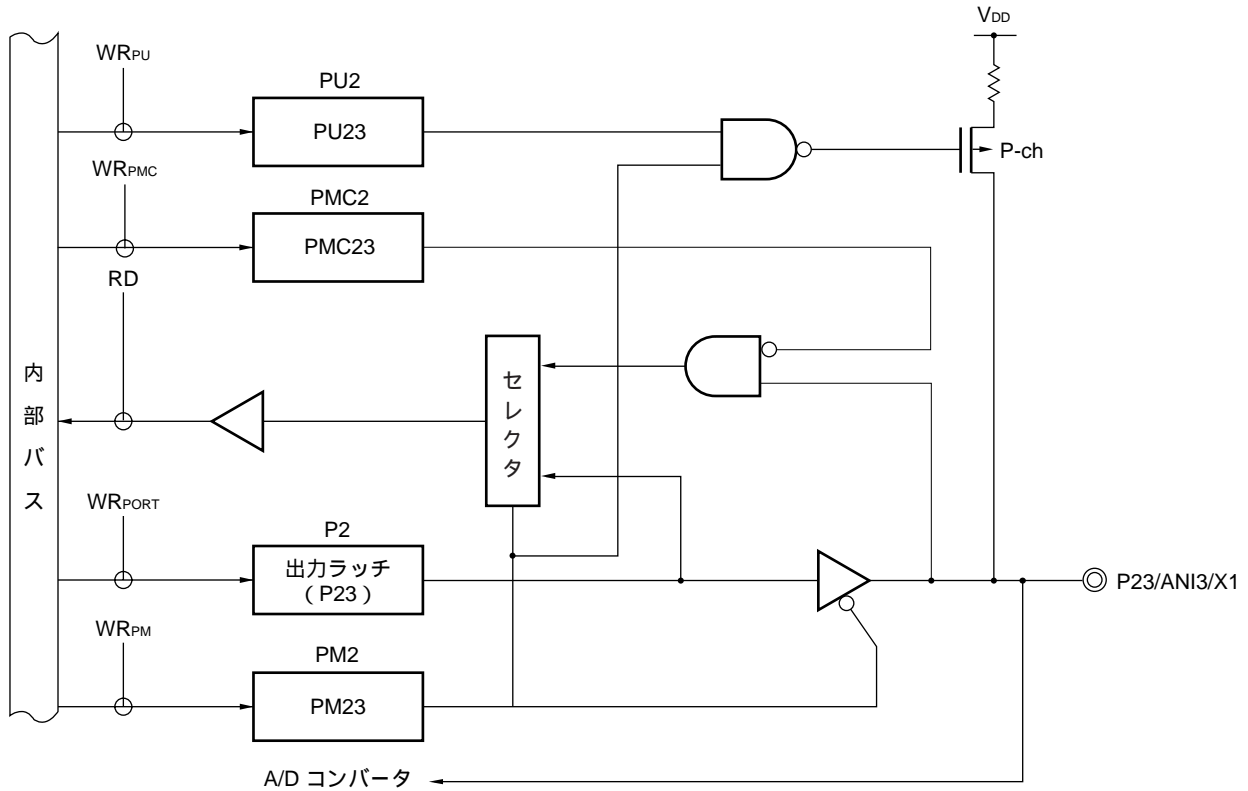 VDD
WRPU
PU2
PU23
P-ch
WRPMC
PMC2
PMC23
RD
内部バス
セレクタ
WRPORT
P2
出力ラッチ
(P23)
P23/ANI3/X1
WRPM
PM2
PM23
A/D コンバータ